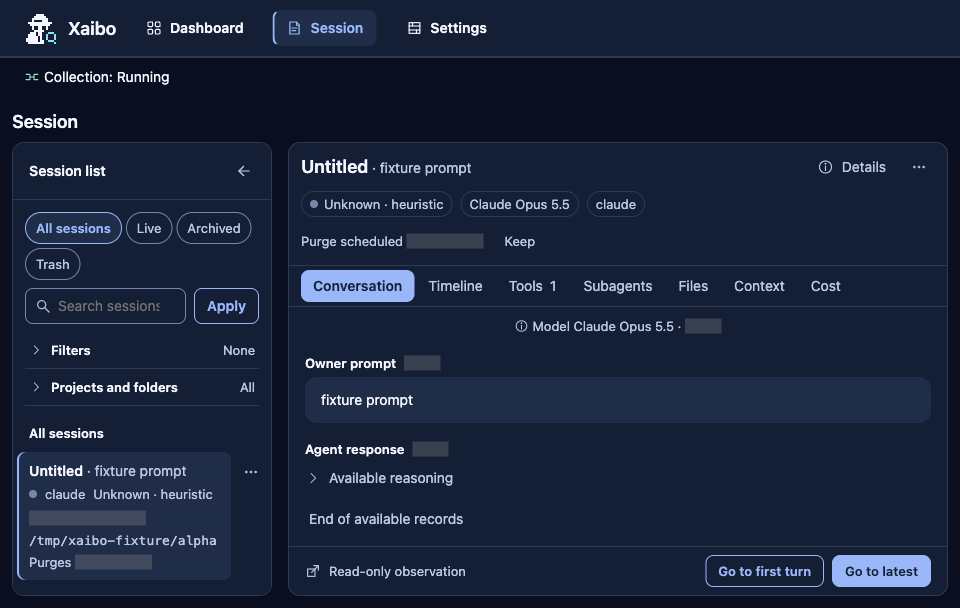 Xaibo
Dashboard
Session
Settings
Collection: Running
Session
Session list
All sessions
Live
Archived
Trash
Search sessions
Apply
Filters
None
Projects and folders
All
All sessions
Untitled · fixture prompt
claude Unknown · heuristic
/tmp/xaibo-fixture/alpha
Purges
Untitled · fixture prompt
Details
Unknown · heuristic
Claude Opus 5.5
claude
Purge scheduled
Keep
Conversation
Timeline
Tools 1
Subagents
Files
Context
Cost
Model Claude Opus 5.5 ·
Owner prompt
fixture prompt
Agent response
Available reasoning
End of available records
Read-only observation
Go to first turn
Go to latest